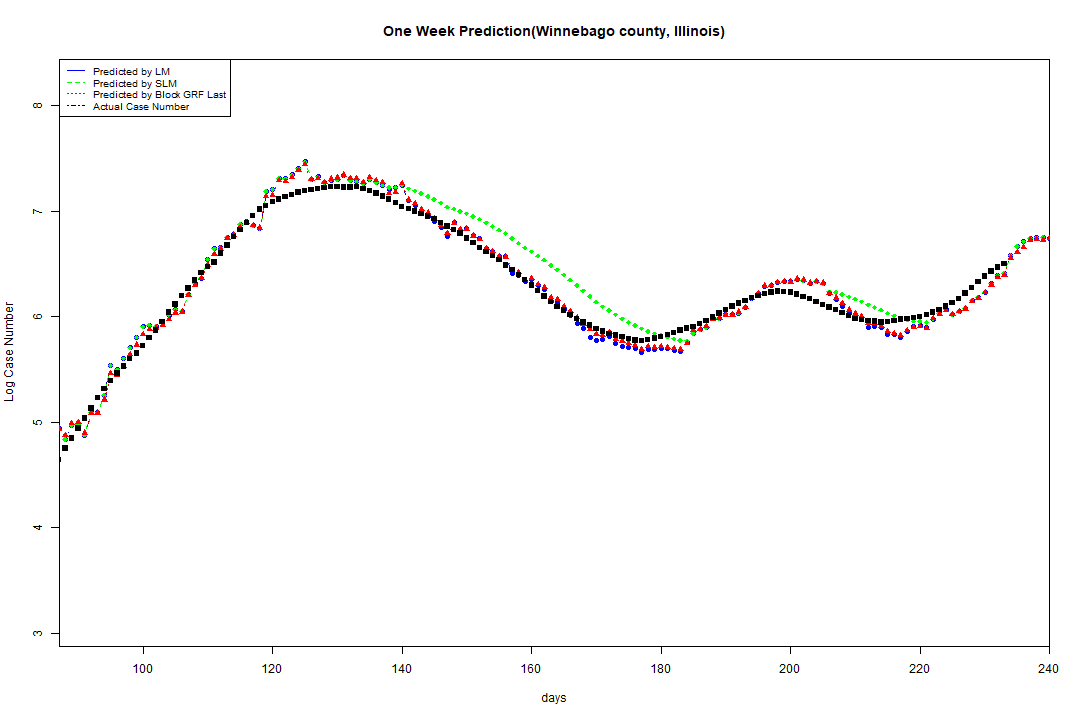 One Week Prediction(Winnebago county, Illinois)
Predicted by LM
Predicted by SLM
Predicted by Block GRF Last
Actual Case Number
8
7
6
5
4
3
Log Case Number
100 120 140 160 180 200 220 240
days